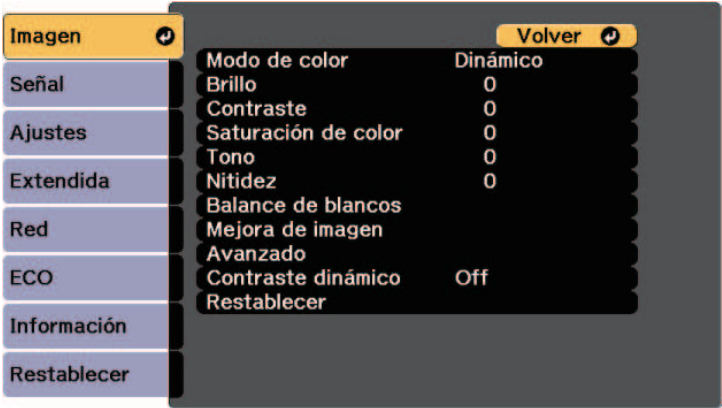 Imagen
Señal
Ajustes
Extendida
Red
ECO
Información
Restablecer
Volver
Modo de color Dinámico
Brillo 0
Contraste 0
Saturación de color 0
Tono 0
Nitidez 0
Balance de blancos
Mejora de imagen
Avanzado
Contraste dinámico Off
Restablecer